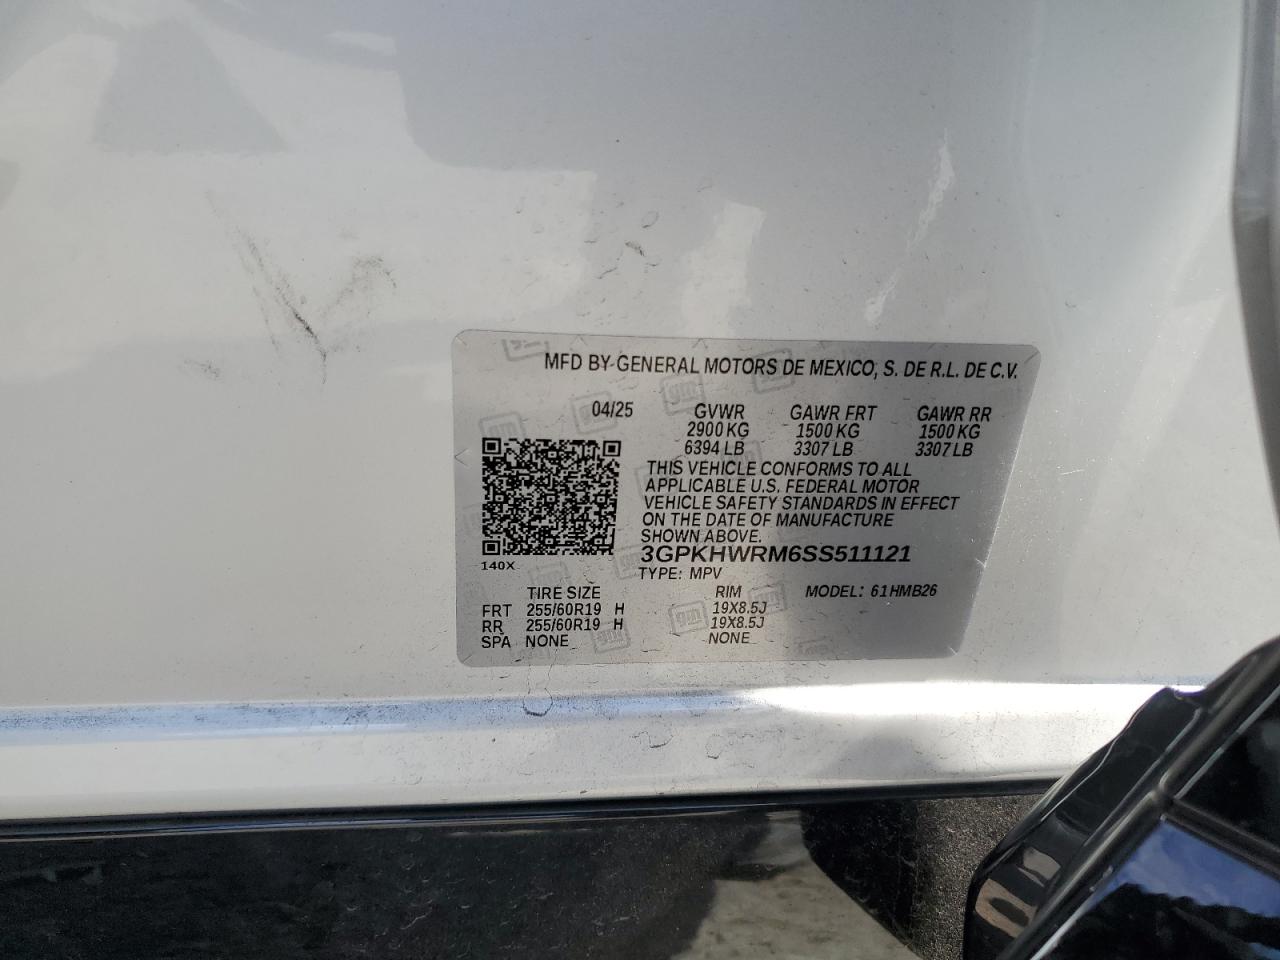 MFD BY GENERAL MOTORS DE MEXICO, S. DE R.L. DE C.V.
04/25 GVWR GAWR FRT GAWR RR
2900 KG 1500 KG 1500 KG
6394 LB 3307 LB 3307 LB
THIS VEHICLE CONFORMS TO ALL
APPLICABLE U.S. FEDERAL MOTOR
VEHICLE SAFETY STANDARDS IN EFFECT
ON THE DATE OF MANUFACTURE
SHOWN ABOVE.
3GPKHWRM6SS511121
140X TYPE: MPV
TIRE SIZE RIM MODEL: 61HMB26
FRT 255/60R19 H 19X8.5J
RR 255/60R19 H 19X8.5J
SPA NONE NONE